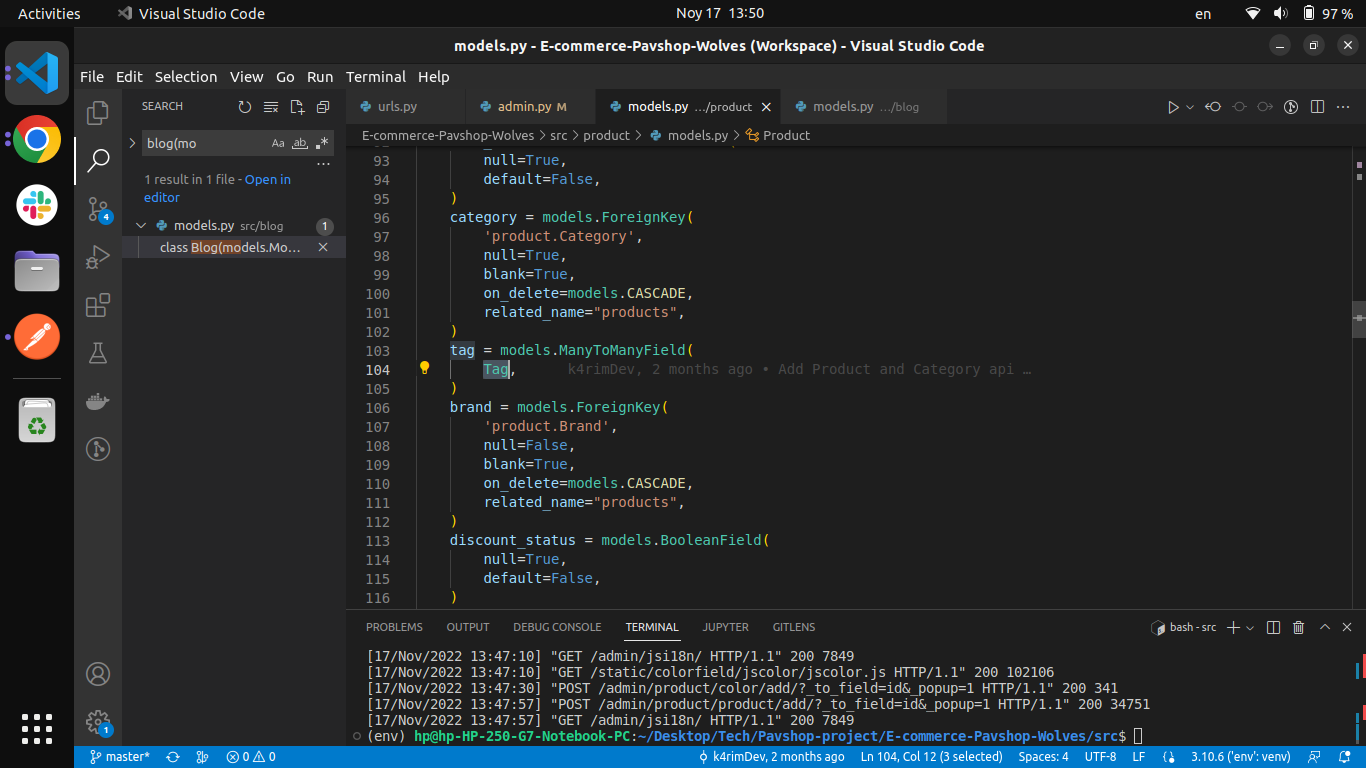 Activities
Visual Studio Code
Noy 17 13:50
en
97 %
models.py - E-commerce-Pavshop-Wolves (Workspace) - Visual Studio Code
File Edit Selection View Go Run Terminal Help
SEARCH
urls.py
admin.py M
models.py .../product
models.py .../blog
blog(mo
Aa ab
E-commerce-Pavshop-Wolves > src > product > models.py > Product
1 result in 1 file - Open in
editor
models.py src/blog 1
class Blog(models.Mo...
93 null=True,
94 default=False,
95 )
96 category = models.ForeignKey(
97 'product.Category',
98 null=True,
99 blank=True,
100 on_delete=models.CASCADE,
101 related_name="products",
102 )
103 tag = models.ManyToManyField(
104 Tag, k4rimDev, 2 months ago • Add Product and Category api …
105 )
106 brand = models.ForeignKey(
107 'product.Brand',
108 null=False,
109 blank=True,
110 on_delete=models.CASCADE,
111 related_name="products",
112 )
113 discount_status = models.BooleanField(
114 null=True,
115 default=False,
116 )
4
1
PROBLEMS OUTPUT DEBUG CONSOLE TERMINAL JUPYTER GITLENS
bash - src
[17/Nov/2022 13:47:10] "GET /admin/jsi18n/ HTTP/1.1" 200 7849
[17/Nov/2022 13:47:10] "GET /static/colorfield/jscolor/jscolor.js HTTP/1.1" 200 102106
[17/Nov/2022 13:47:30] "POST /admin/product/color/add/?_to_field=id&_popup=1 HTTP/1.1" 200 341
[17/Nov/2022 13:47:57] "POST /admin/product/product/add/?_to_field=id&_popup=1 HTTP/1.1" 200 34751
[17/Nov/2022 13:47:57] "GET /admin/jsi18n/ HTTP/1.1" 200 7849
(env) hp@hp-HP-250-G7-Notebook-PC:~/Desktop/Tech/Pavshop-project/E-commerce-Pavshop-Wolves/src$
master* 0 0 k4rimDev, 2 months ago Ln 104, Col 12 (3 selected) Spaces: 4 UTF-8 LF 3.10.6 ('env': venv)